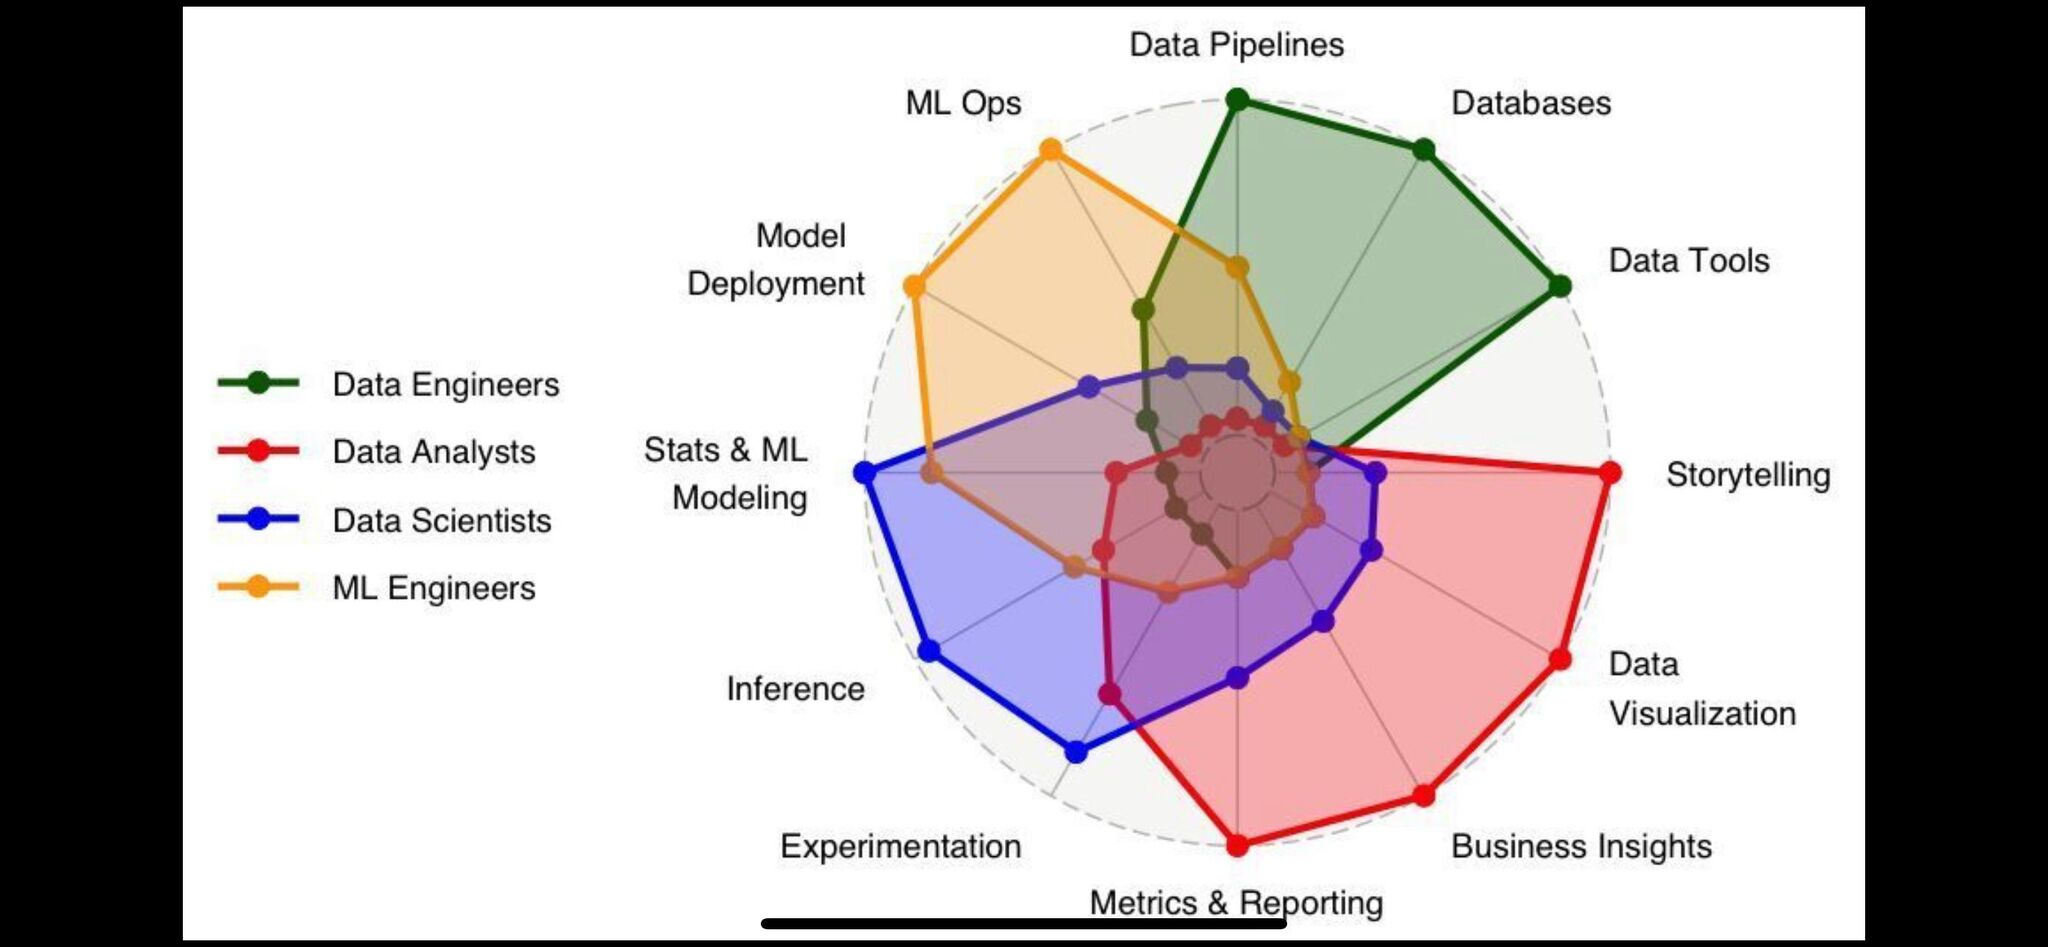 Data Pipelines
ML Ops
Databases
Model
Deployment
Data Tools
Data Engineers
Data Analysts
Data Scientists
ML Engineers
Stats & ML
Modeling
Storytelling
Inference
Data
Visualization
Experimentation
Business Insights
Metrics & Reporting